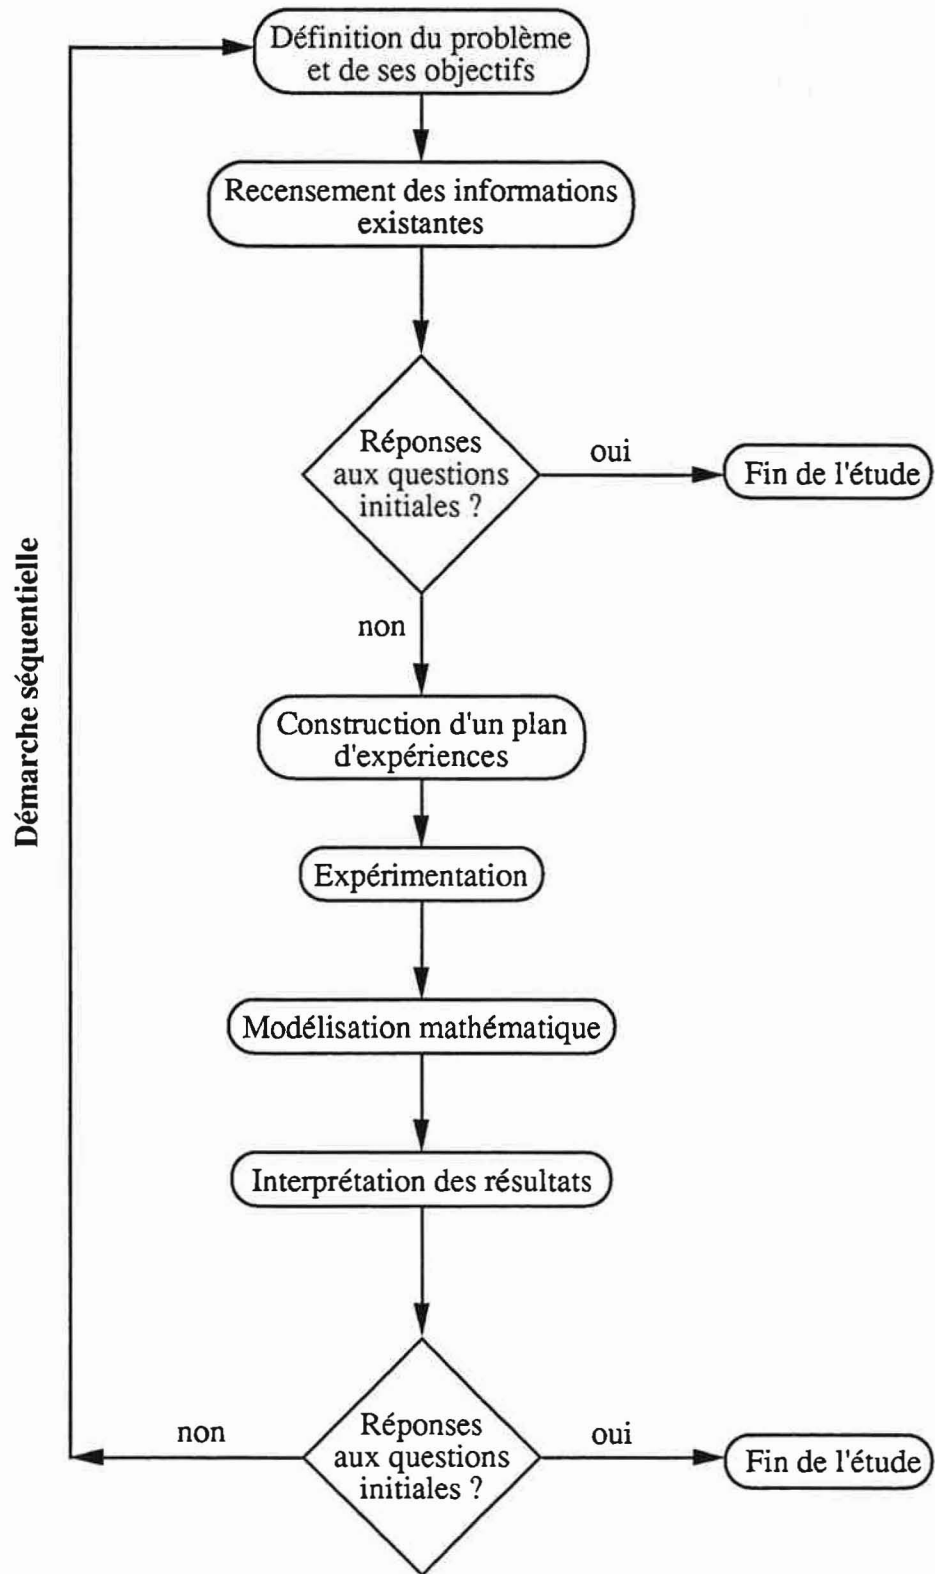 Définition du problème
et de ses objectifs
Recensement des informations
existantes
Réponses
aux questions
initiales ?
oui
Fin de l'étude
non
Construction d'un plan
d'expériences
Démarche séquentielle
Expérimentation
Modélisation mathématique
Interprétation des résultats
Réponses
aux questions
initiales ?
non
oui
Fin de l'étude